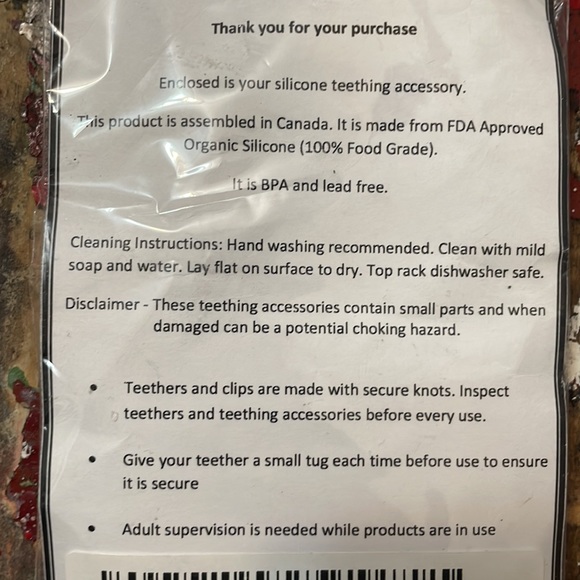 Thank you for your purchase
Enclosed is your silicone teething accessory.
This product is assembled in Canada. It is made from FDA Approved
Organic Silicone (100% Food Grade).
It is BPA and lead free.
Cleaning Instructions: Hand washing recommended. Clean with mild
soap and water. Lay flat on surface to dry. Top rack dishwasher safe.
Disclaimer - These teething accessories contain small parts and when
damaged can be a potential choking hazard.
• Teethers and clips are made with secure knots. Inspect
teethers and teething accessories before every use.
• Give your teether a small tug each time before use to ensure
it is secure
• Adult supervision is needed while products are in use